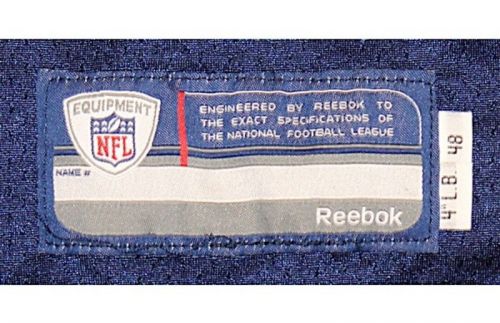 EQUIPMENT
NFL
ENGINEERED BY REEBOK TO
THE EXACT SPECIFICATIONS OF
THE NATIONAL FOOTBALL LEAGUE
NAME #
Reebok
4" L.B. 48